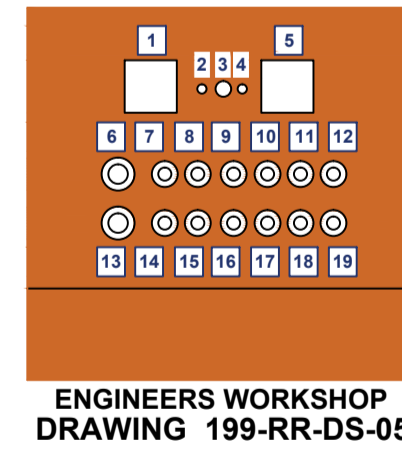 1 5
2 3 4
6 7 8 9 10 11 12
13 14 15 16 17 18 19
ENGINEERS WORKSHOP
DRAWING 199-RR-DS-05